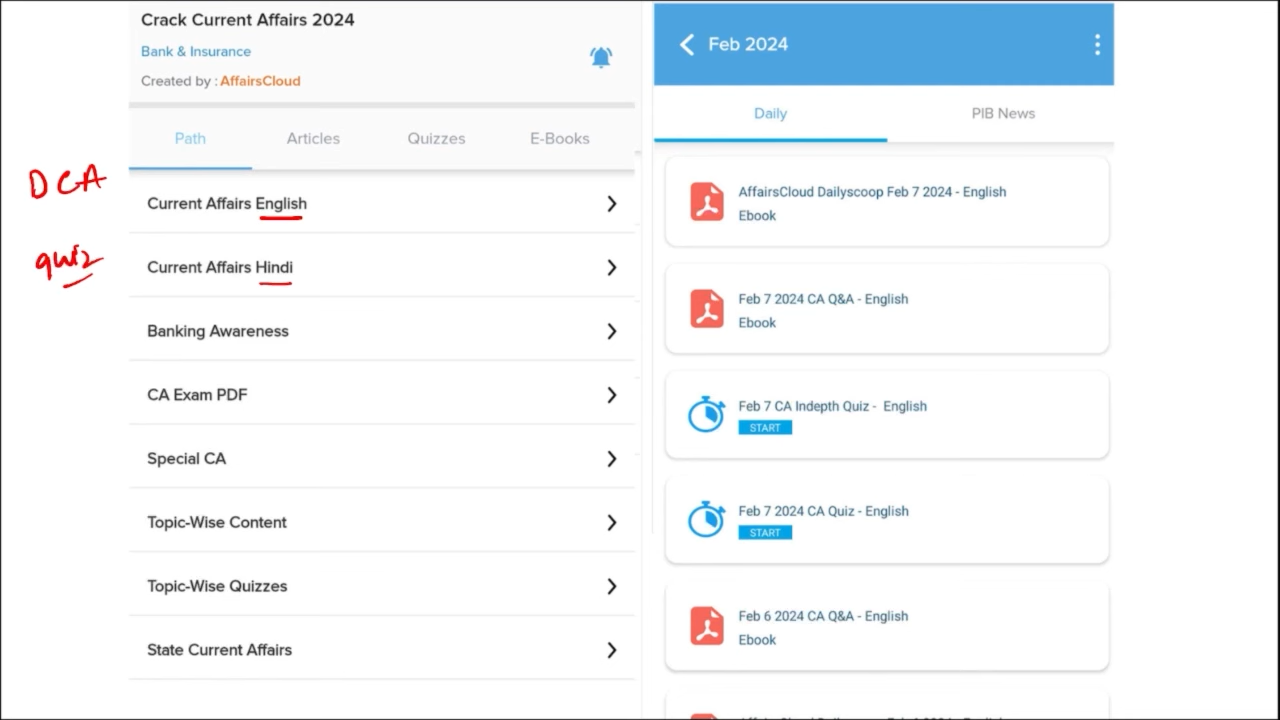 Crack Current Affairs 2024
Bank & Insurance
Created by : AffairsCloud
Path
Articles
Quizzes
E-Books
DCA
quiz
Current Affairs English
Current Affairs Hindi
Banking Awareness
CA Exam PDF
Special CA
Topic-Wise Content
Topic-Wise Quizzes
State Current Affairs
Feb 2024
Daily
PIB News
AffairsCloud Dailyscoop Feb 7 2024 - English
Ebook
Feb 7 2024 CA Q&A - English
Ebook
Feb 7 CA Indepth Quiz - English
START
Feb 7 2024 CA Quiz - English
START
Feb 6 2024 CA Q&A - English
Ebook